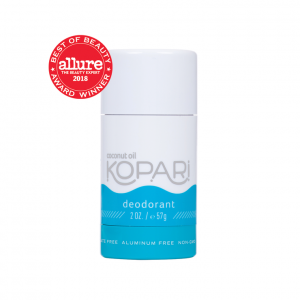 BEST OF BEAUTY
allure
THE BEAUTY EXPERT
2018
AWARD WINNER
coconut oil
KOPARI
deodorant
2 OZ. / ℮ 57g
FREE ALUMINUM FREE